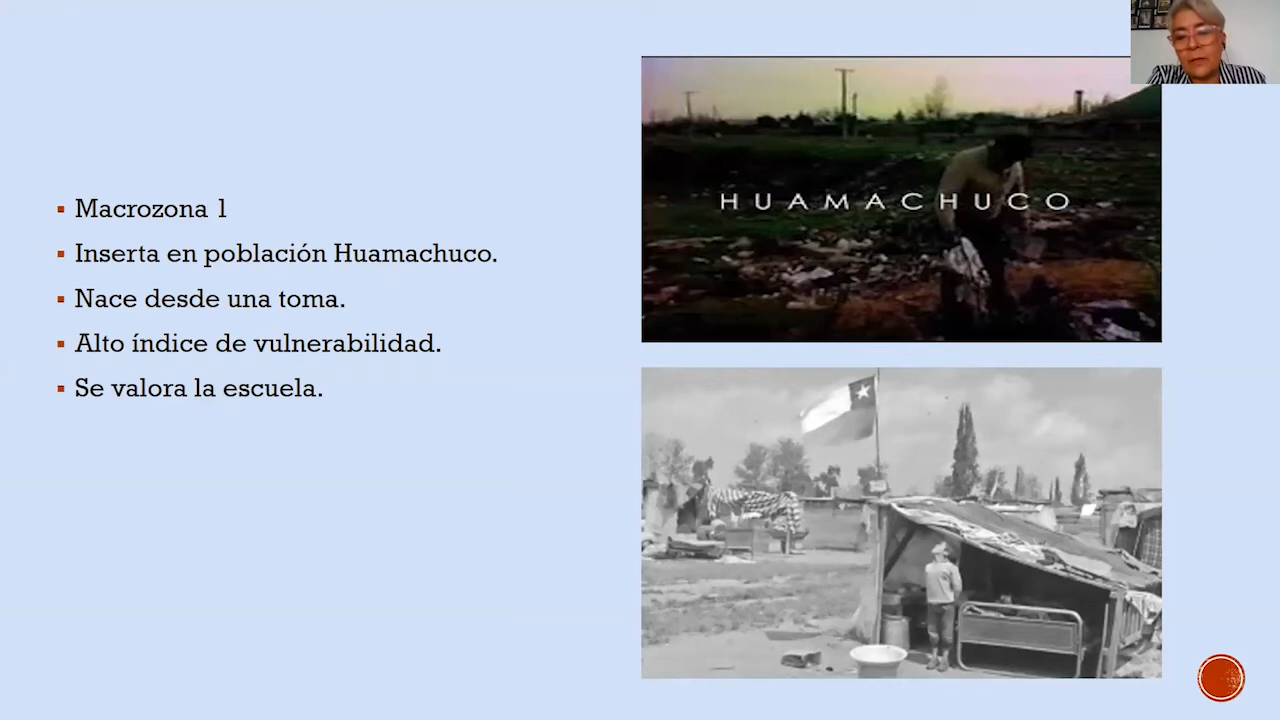 Macrozona 1
Inserta en población Huamachuco.
Nace desde una toma.
Alto índice de vulnerabilidad.
Se valora la escuela.
HUAMACHUCO